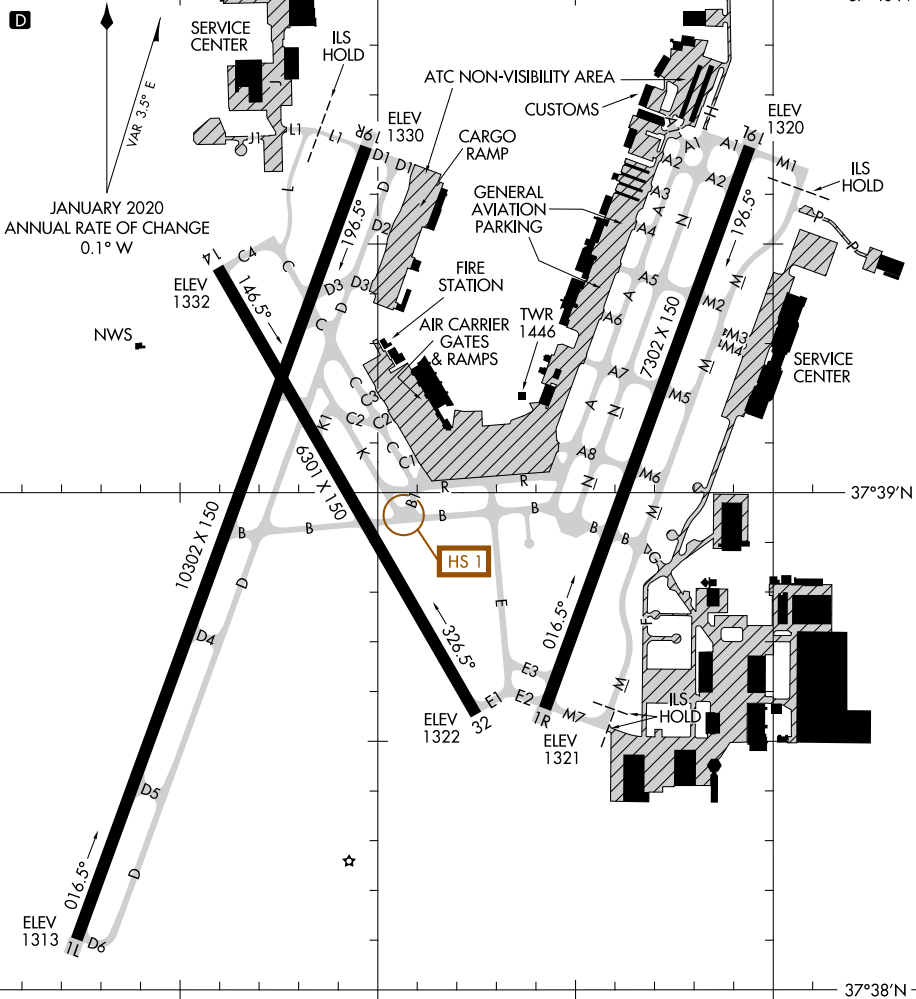 D
SERVICE
CENTER
ILS
HOLD
ATC NON-VISIBILITY AREA
CUSTOMS
ELEV
1330
CARGO
RAMP
ELEV
1320
VAR 3.5° E
JANUARY 2020
ANNUAL RATE OF CHANGE
0.1° W
GENERAL
AVIATION
PARKING
ILS
HOLD
J
J1
L1
L1
L
19R
D1
D1
D
D2
196.5°
H
A
A1
A1
A2
A2
A3
A
A4
N
19L
M1
196.5°
P
P
14
C4
C
146.5°
ELEV
1332
D3
D3
D
C
FIRE
STATION
AIR CARRIER
GATES
& RAMPS
TWR
1446
A5
A
A6
M
M2
M3
M4
M
7302 X 150
NWS
SERVICE
CENTER
A7
A
N
M5
C
C3
C2
C2
K1
K
C
C1
6301 X 150
A8
N
M6
M
R
R
B1
B
B
B
B
B
B
37°39'N
HS 1
10302 X 150
D
D4
E
F
016.5°
326.5°
E3
E1
E2
M
ILS
HOLD
M7
ELEV
1322
32
1R
ELEV
1321
D5
D
016.5°
ELEV
1313
1L
D6
37°38'N